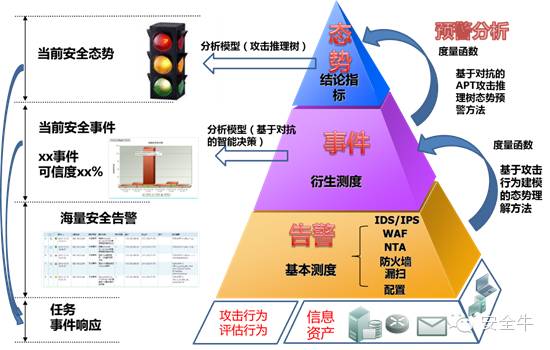 预警分析
度量函数
基于对抗的
APT攻击推
理树态势预
警方法
度量函数
基于攻击
行为建模
的态势理
解方法
当前安全态势
分析模型（攻击推理树）
态
势
结论指
标
当前安全事件
xx事件
可信度xx%
分析模型（基于对抗
的智能决策）
事件
衍生测度
海量安全告警
告警
基本测度
IDS/IPS
WAF
NTA
防火墙
漏扫
配置
任务
事件响应
攻击行为
评估行为
信息
资产
安全牛